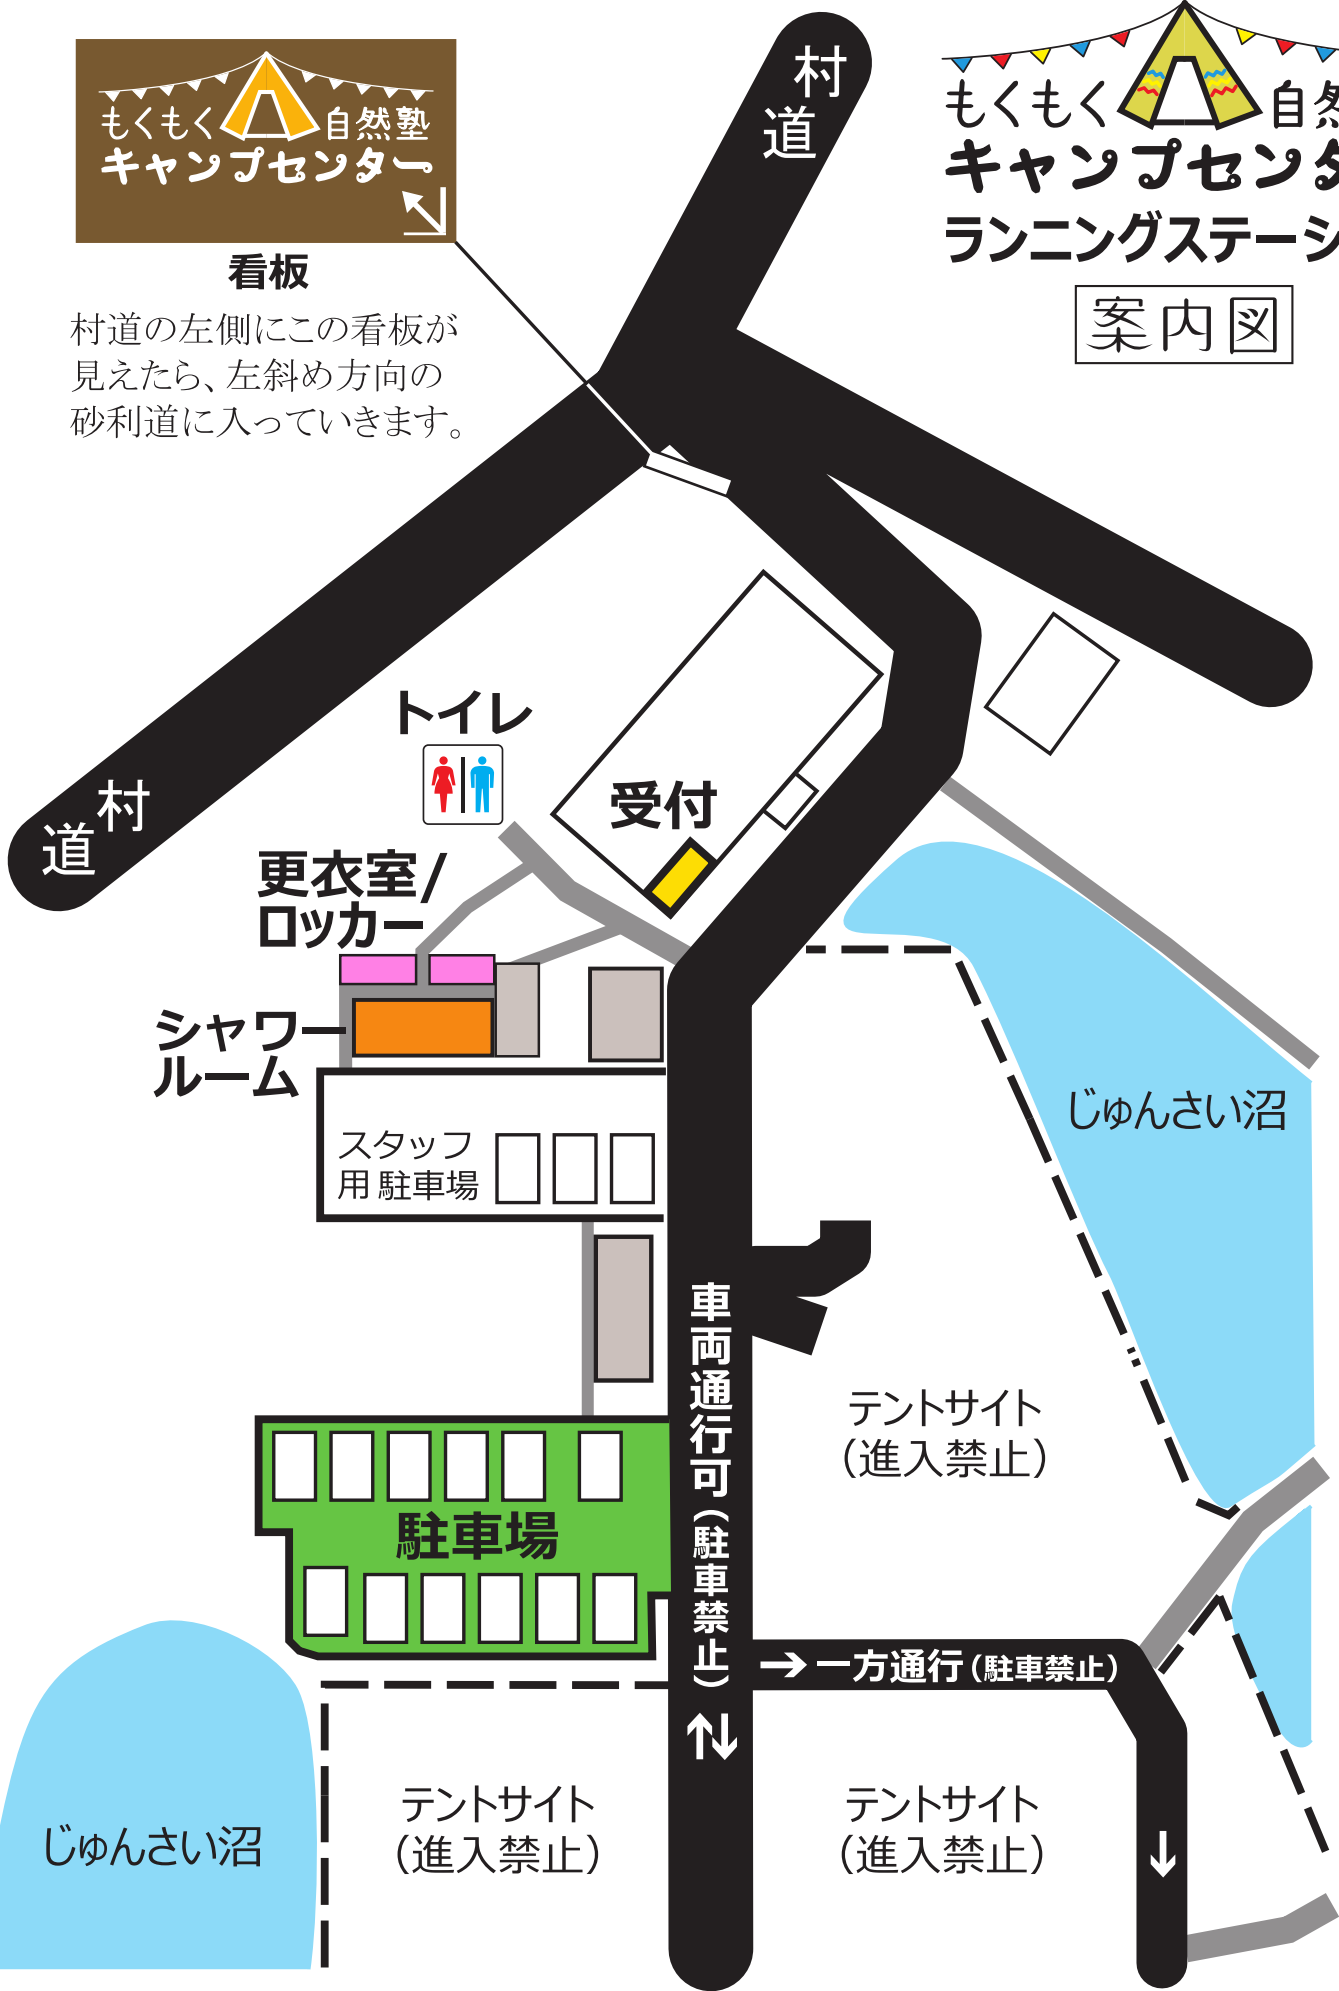 もくもく 自然塾
キャンプセンター
看板
村道の左側にこの看板が
見えたら、左斜め方向の
砂利道に入っていきます。
村道
もくもく 自
キャンプセンタ
ランニングステーシ
案内図
村道
トイレ
受付
更衣室/
ロッカー
シャワー
ルーム
スタッフ
用 駐車場
じゅんさい沼
車両通行可(駐車禁止)
テントサイト
(進入禁止)
駐車場
→ 一方通行(駐車禁止)
じゅんさい沼
テントサイト
(進入禁止)
テントサイト
(進入禁止)